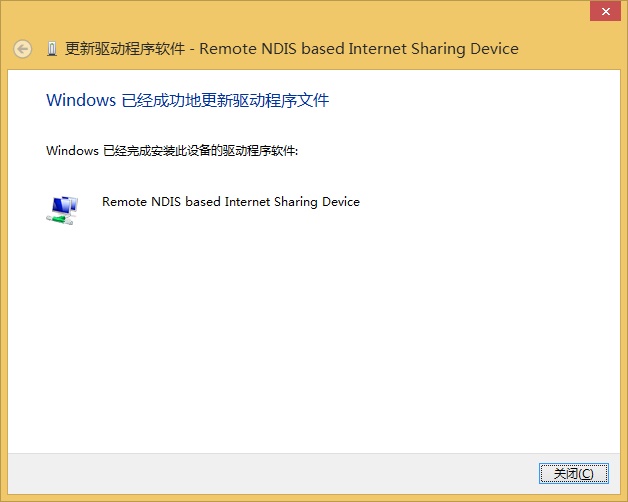 更新驱动程序软件 - Remote NDIS based Internet Sharing Device
Windows 已经成功地更新驱动程序文件
Windows 已经完成安装此设备的驱动程序软件:
Remote NDIS based Internet Sharing Device
关闭(C)